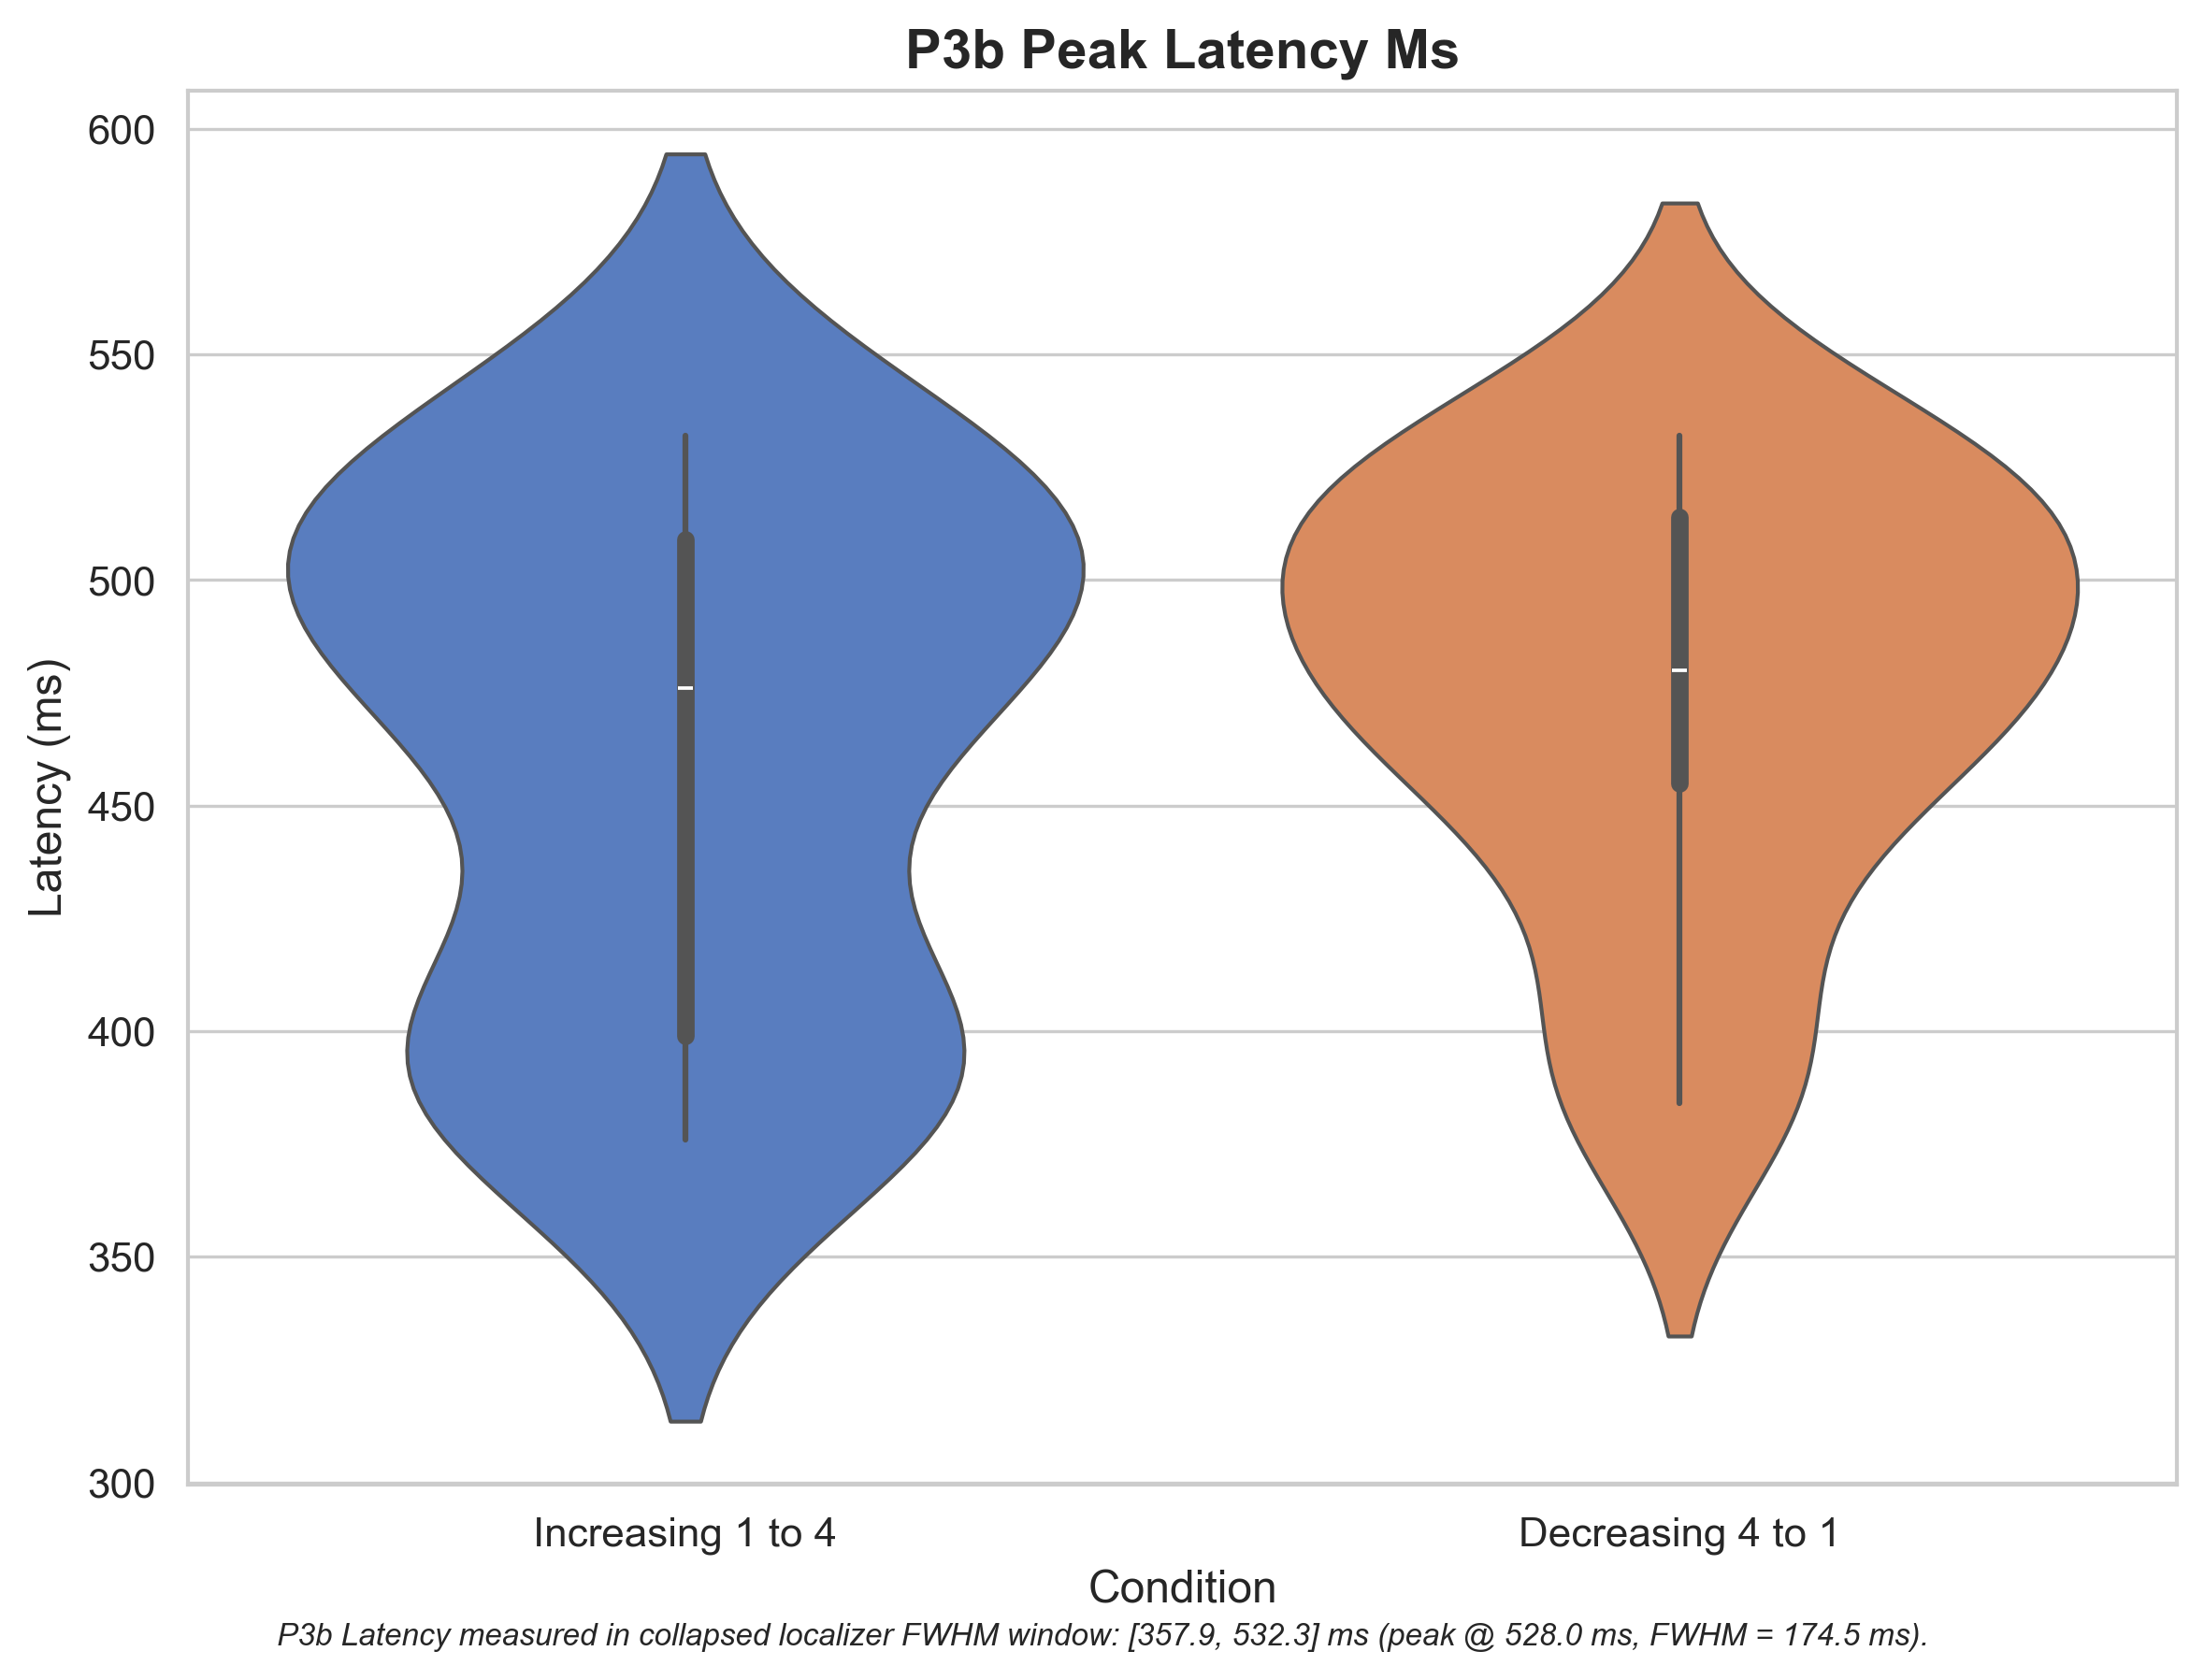 P3b Peak Latency Ms
600
550
500
450
400
350
300
Latency (ms)
Increasing 1 to 4
Decreasing 4 to 1
Condition
P3b Latency measured in collapsed localizer FWHM window: [357.9, 532.3] ms (peak @ 528.0 ms, FWHM = 174.5 ms).